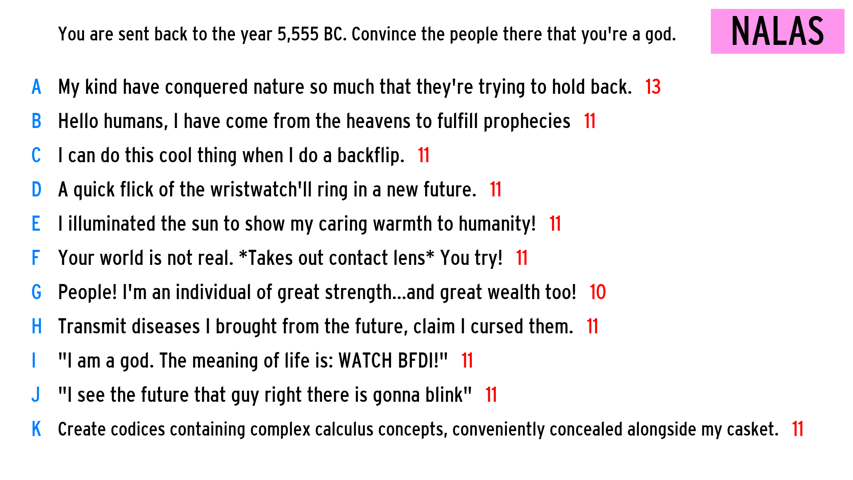 You are sent back to the year 5,555 BC. Convince the people there that you're a god.
NALAS
A My kind have conquered nature so much that they're trying to hold back. 13
B Hello humans, I have come from the heavens to fulfill prophecies 11
C I can do this cool thing when I do a backflip. 11
D A quick flick of the wristwatch'll ring in a new future. 11
E I illuminated the sun to show my caring warmth to humanity! 11
F Your world is not real. *Takes out contact lens* You try! 11
G People! I'm an individual of great strength...and great wealth too! 10
H Transmit diseases I brought from the future, claim I cursed them. 11
I "I am a god. The meaning of life is: WATCH BFDI!" 11
J "I see the future that guy right there is gonna blink" 11
K Create codices containing complex calculus concepts, conveniently concealed alongside my casket. 11